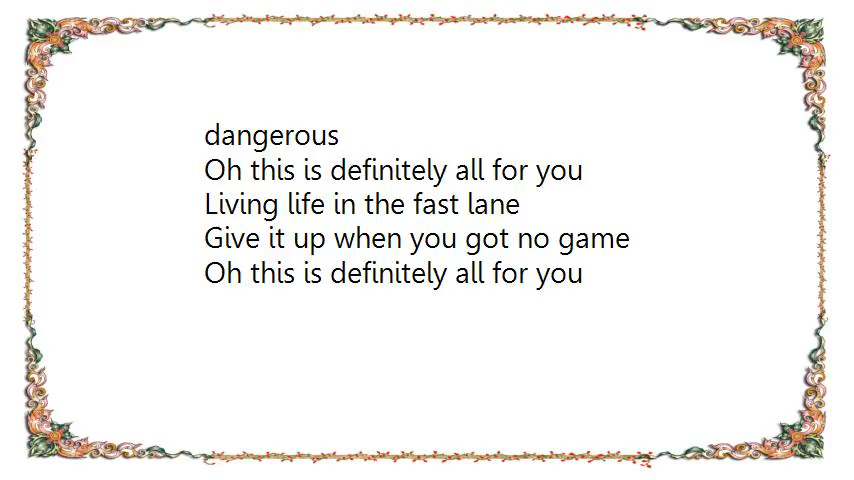 dangerous
Oh this is definitely all for you
Living life in the fast lane
Give it up when you got no game
Oh this is definitely all for you